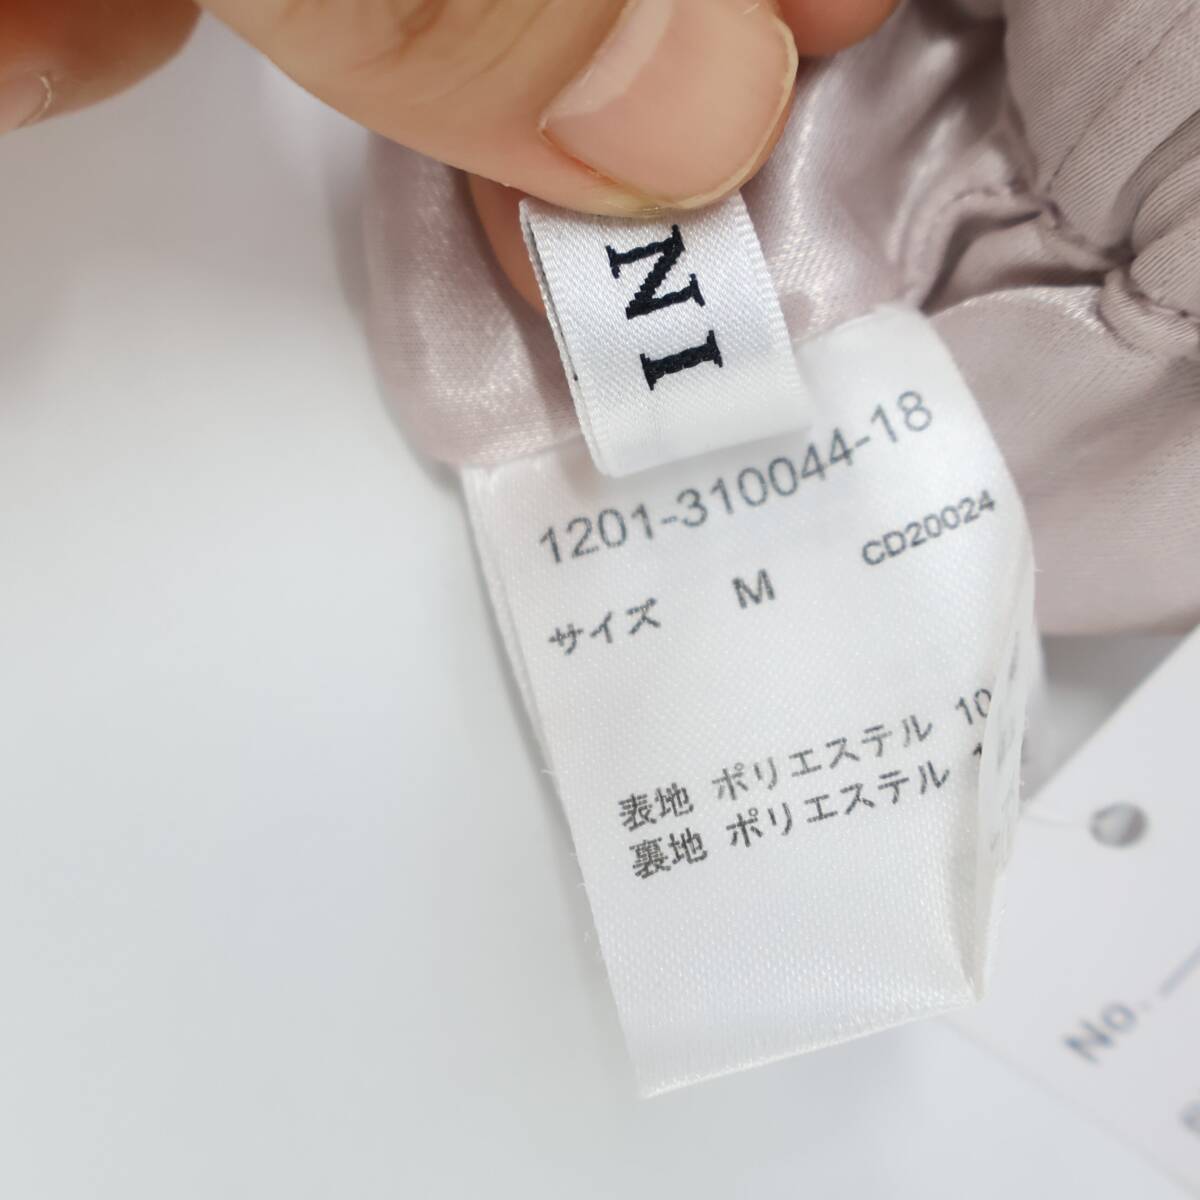 NI
1201-310044-18
サイズ M CD20024
表地 ポリエステル 10
裏地 ポリエステル
No.